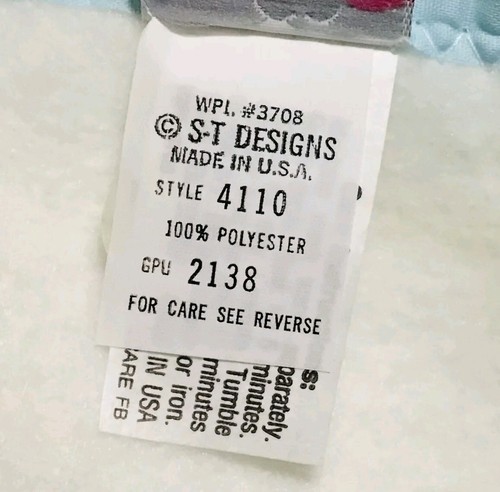 WPL #3708
© S-T DESIGNS
MADE IN U.S.A.
STYLE 4110
100% POLYESTER
GPU 2138
FOR CARE SEE REVERSE
s:
parately.
minutes.
Tumble
minutes
or iron.
IN USA
ARE FB